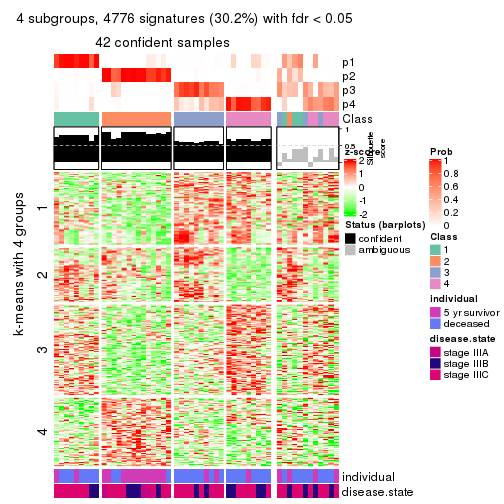 4 subgroups, 4776 signatures (30.2%) with fdr < 0.05
42 confident samples
p1
p2
p3
p4
Class
1
0.5
0
Silhouette
score
k-means with 4 groups
1
2
3
4
individual
disease.state
z-score
2
1
0
-1
-2
Status (barplots)
confident
ambiguous
Prob
1
0.8
0.6
0.4
0.2
0
Class
1
2
3
4
individual
5 yr survivor
deceased
disease.state
stage IIIA
stage IIIB
stage IIIC